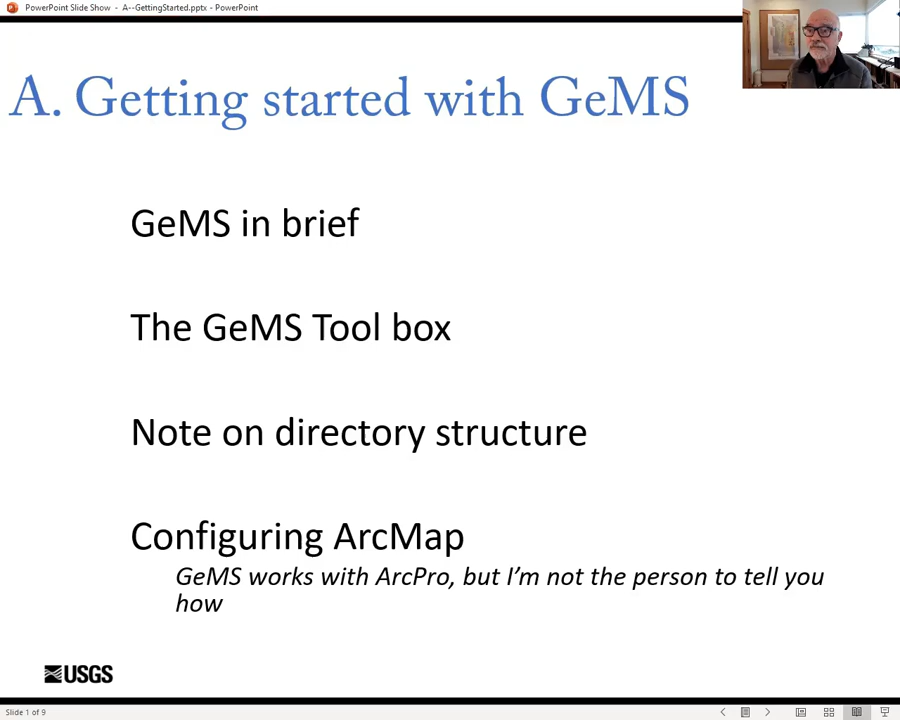 PowerPoint Slide Show - A--GettingStarted.pptx - PowerPoint
A. Getting started with GeMS
GeMS in brief
The GeMS Tool box
Note on directory structure
Configuring ArcMap
GeMS works with ArcPro, but I'm not the person to tell you
how
USGS
Slide 1 of 9